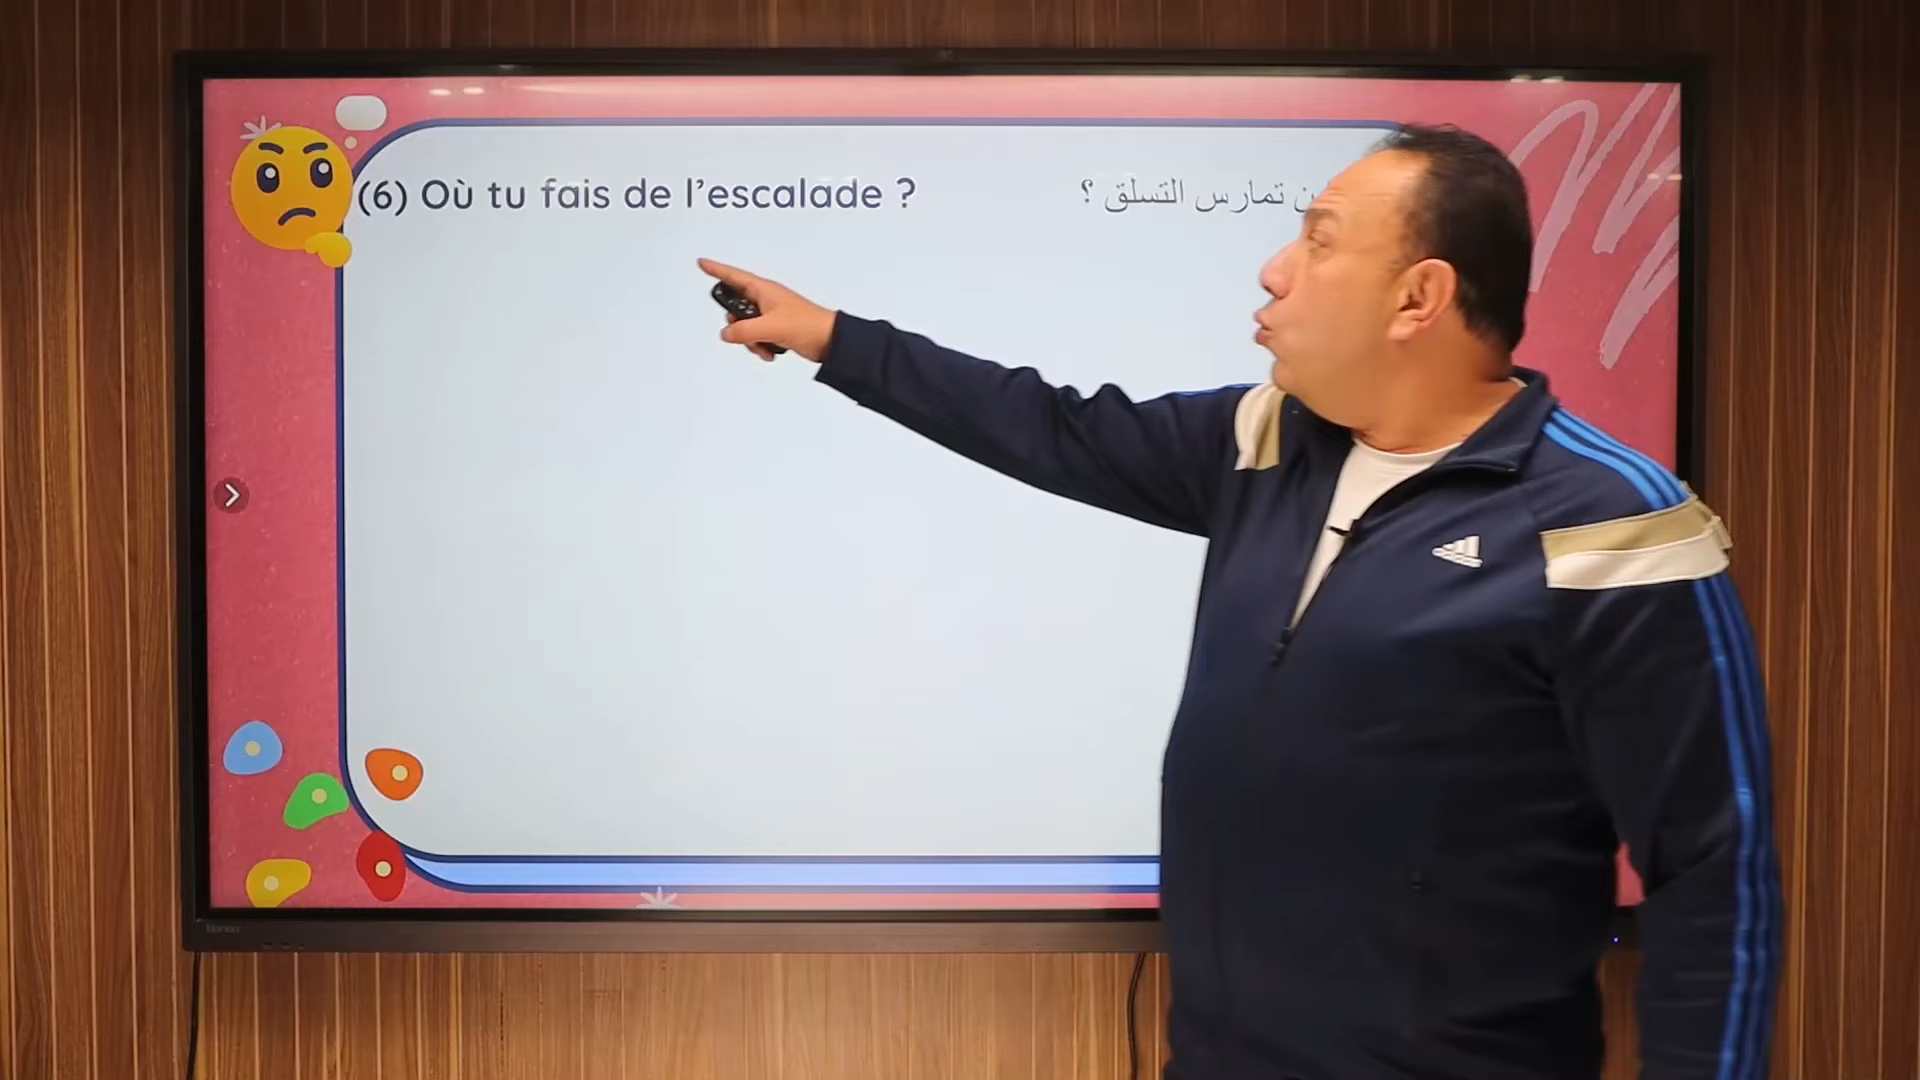 (6) Où tu fais de l’escalade ?
تمارس التسلق ؟